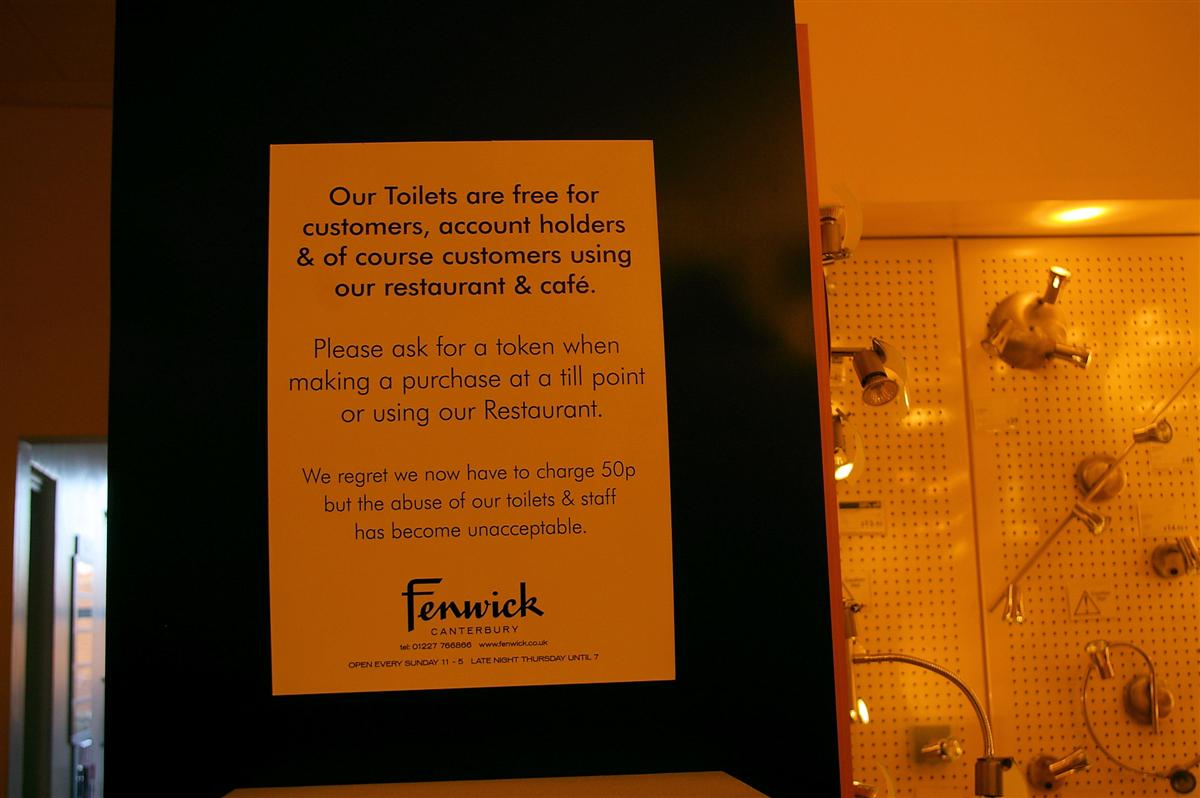 Our Toilets are free for
customers, account holders
& of course customers using
our restaurant & café.
Please ask for a token when
making a purchase at a till point
or using our Restaurant.
We regret we now have to charge 50p
but the abuse of our toilets & staff
has become unacceptable.
Fenwick
CANTERBURY
tel: 01227 766866 www.fenwick.co.uk
OPEN EVERY SUNDAY 11 - 5 LATE NIGHT THURSDAY UNTIL 7